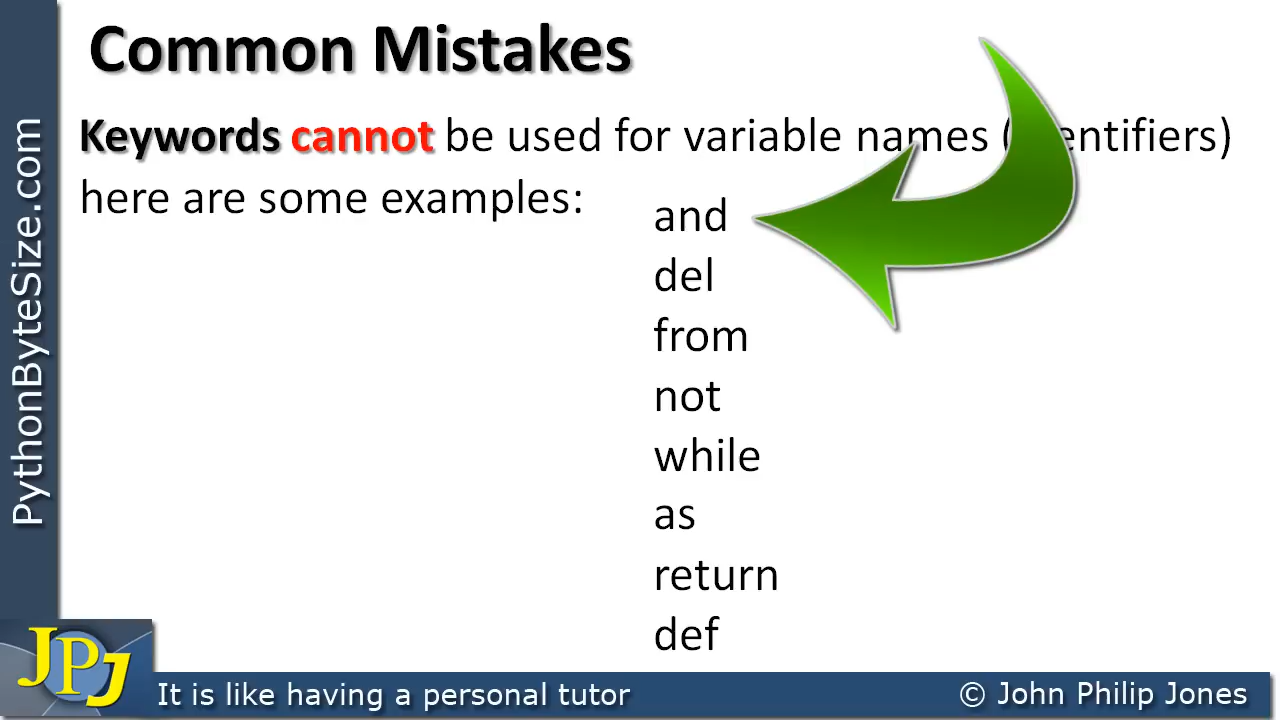 Common Mistakes
Keywords cannot be used for variable names (entifiers)
here are some examples:
and
del
from
not
while
as
return
def
PythonByteSize.com
JPJ
It is like having a personal tutor
© John Philip Jones